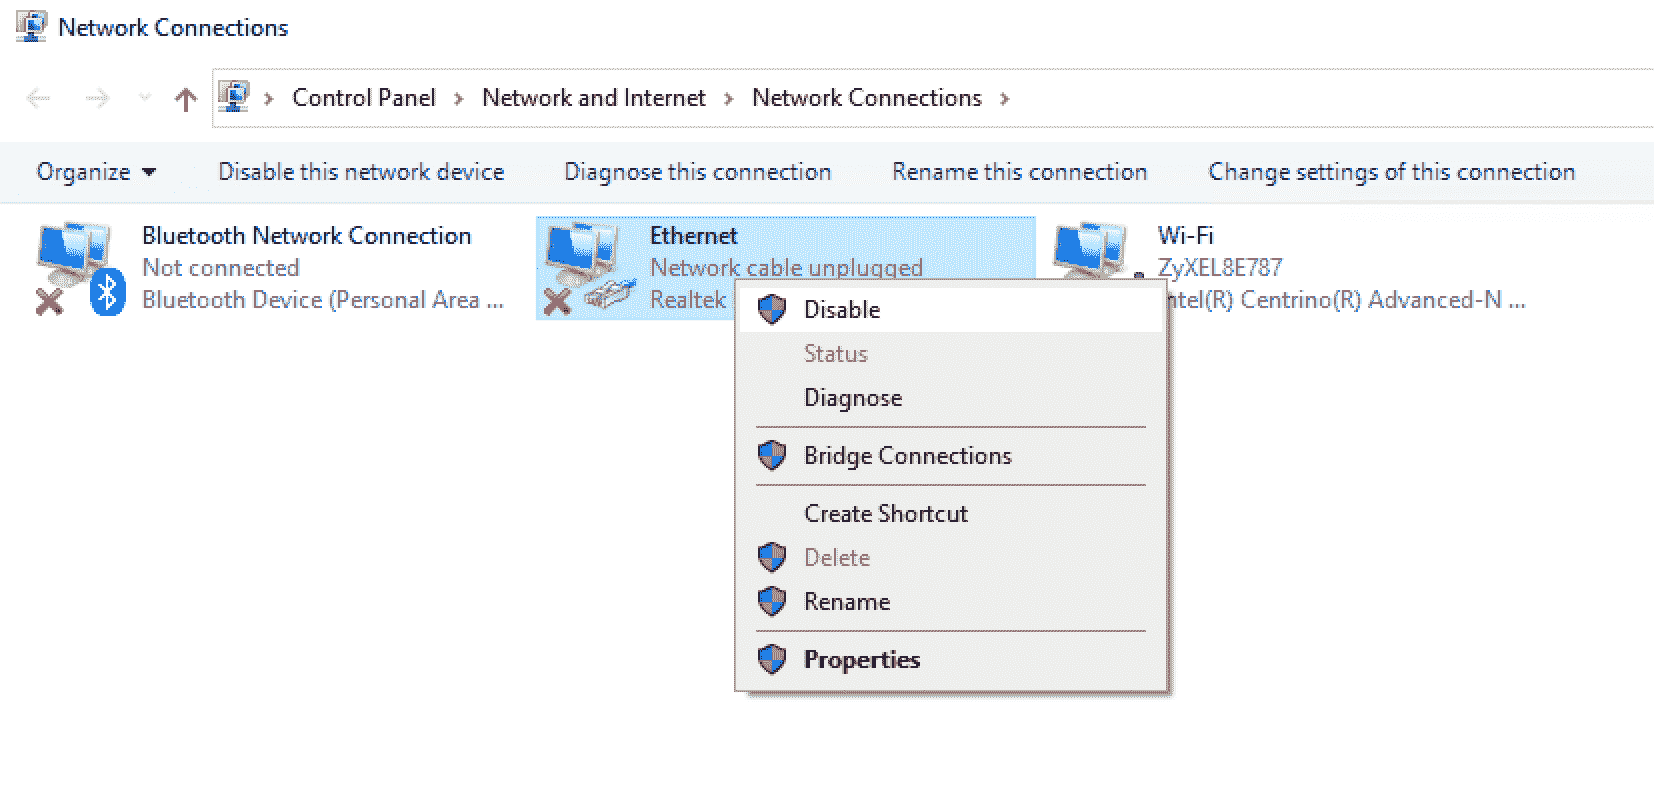 Network Connections
Control Panel > Network and Internet > Network Connections >
Organize Disable this network device Diagnose this connection Rename this connection Change settings of this connection
Bluetooth Network Connection
Not connected
Bluetooth Device (Personal Area ...
Ethernet
Network cable unplugged
Realtek
Wi-Fi
ZyXEL8E787
ntel(R) Centrino(R) Advanced-N ...
Disable
Status
Diagnose
Bridge Connections
Create Shortcut
Delete
Rename
Properties